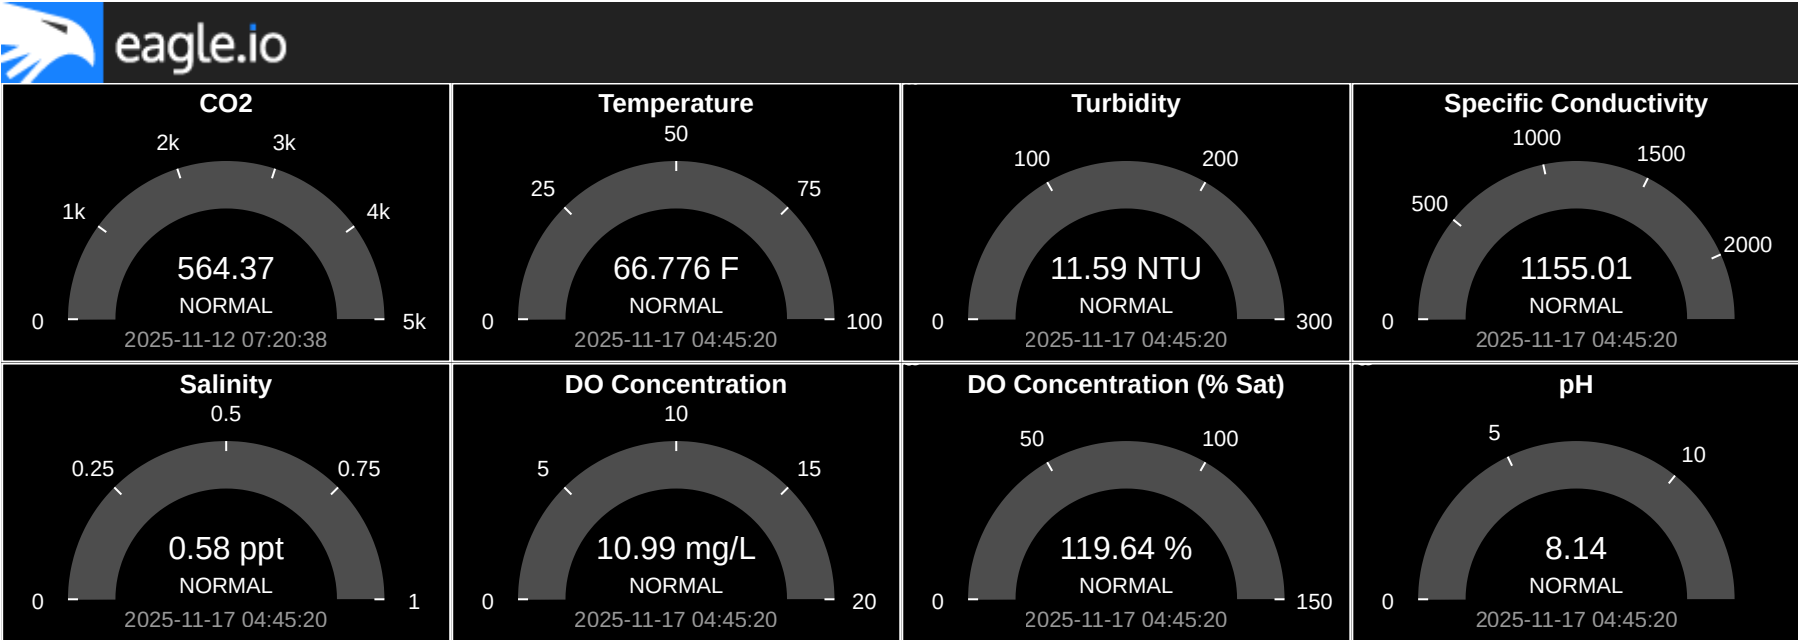 eagle.io
CO2
2k
3k
1k
4k
564.37
NORMAL
0
5k
2025-11-12 07:20:38
Temperature
50
25
75
66.776 F
NORMAL
0
100
2025-11-17 04:45:20
Turbidity
100
200
11.59 NTU
NORMAL
0
300
2025-11-17 04:45:20
Specific Conductivity
1000
1500
500
2000
1155.01
NORMAL
0
2025-11-17 04:45:20
Salinity
0.5
0.25
0.75
0.58 ppt
NORMAL
0
1
2025-11-17 04:45:20
DO Concentration
10
5
15
10.99 mg/L
NORMAL
0
20
2025-11-17 04:45:20
DO Concentration (% Sat)
50
100
119.64 %
NORMAL
0
150
2025-11-17 04:45:20
pH
5
10
8.14
NORMAL
0
2025-11-17 04:45:20